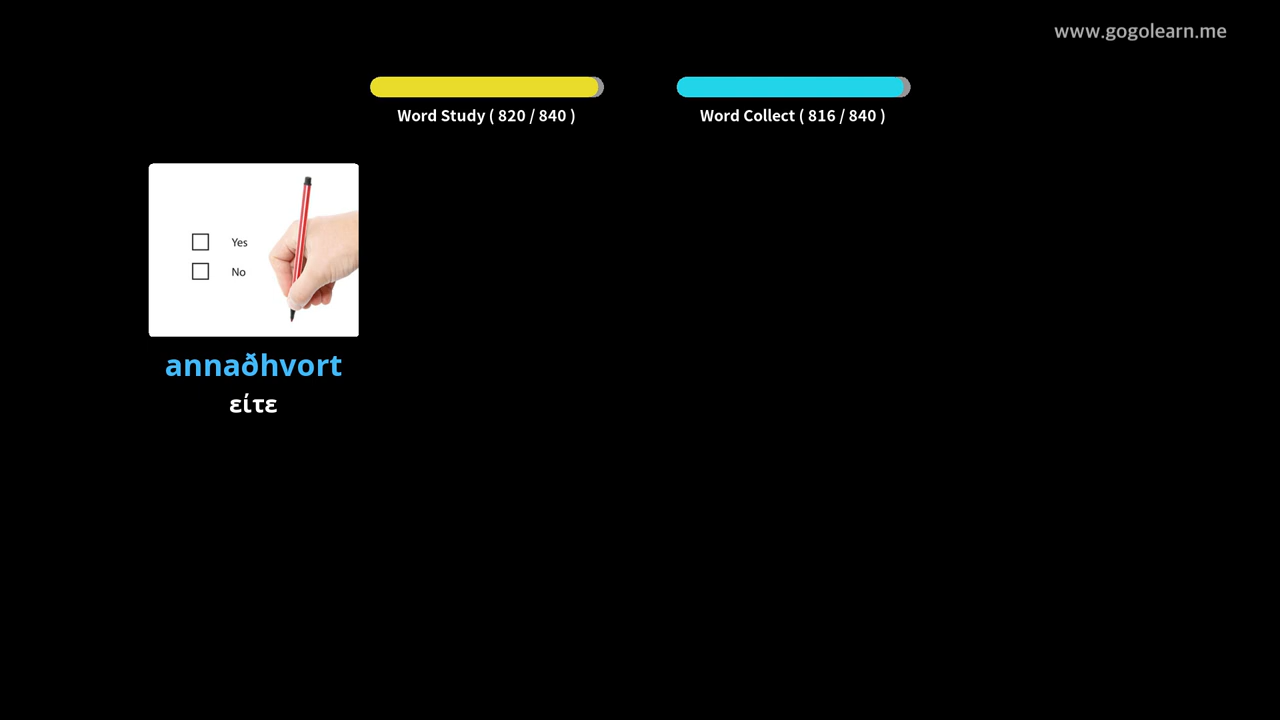 www.gogolearn.me
Word Study ( 820 / 840 )
Word Collect ( 816 / 840 )
Yes
No
annaðhvort
είτε